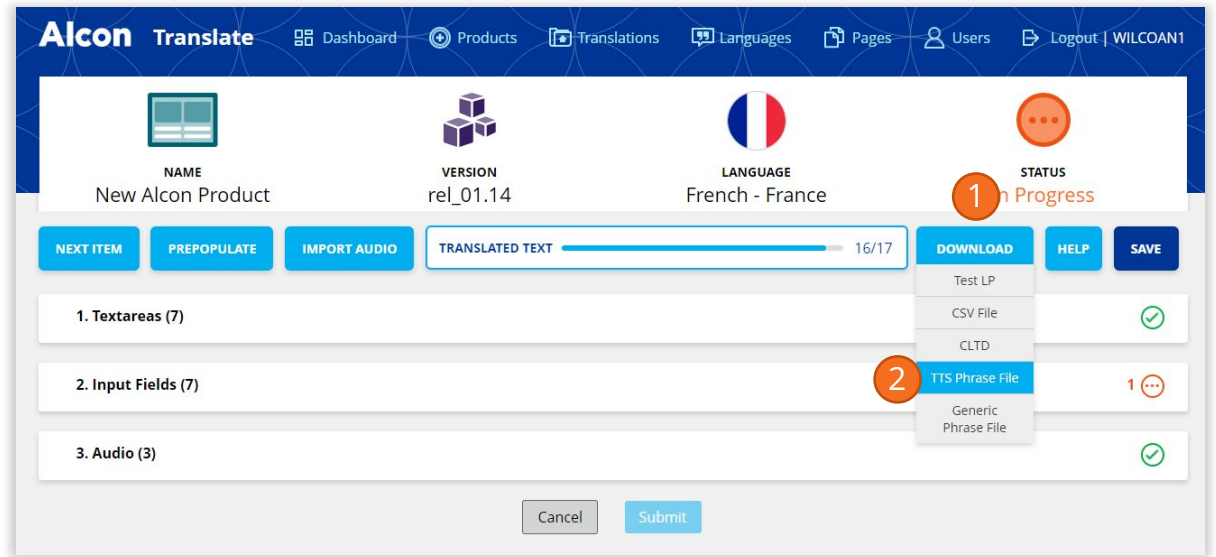 Alcon Translate Dashboard Products Translations Languages Pages Users Logout | WILCOAN1
NAME VERSION LANGUAGE STATUS
New Alcon Product rel_01.14 French - France 1 n Progress
NEXT ITEM PREPOPULATE IMPORT AUDIO TRANSLATED TEXT 16/17 DOWNLOAD HELP SAVE
Test LP
1. Textareas (7) CSV File
CLTD
2. Input Fields (7) 2 TTS Phrase File 1
Generic
Phrase File
3. Audio (3)
Cancel Submit